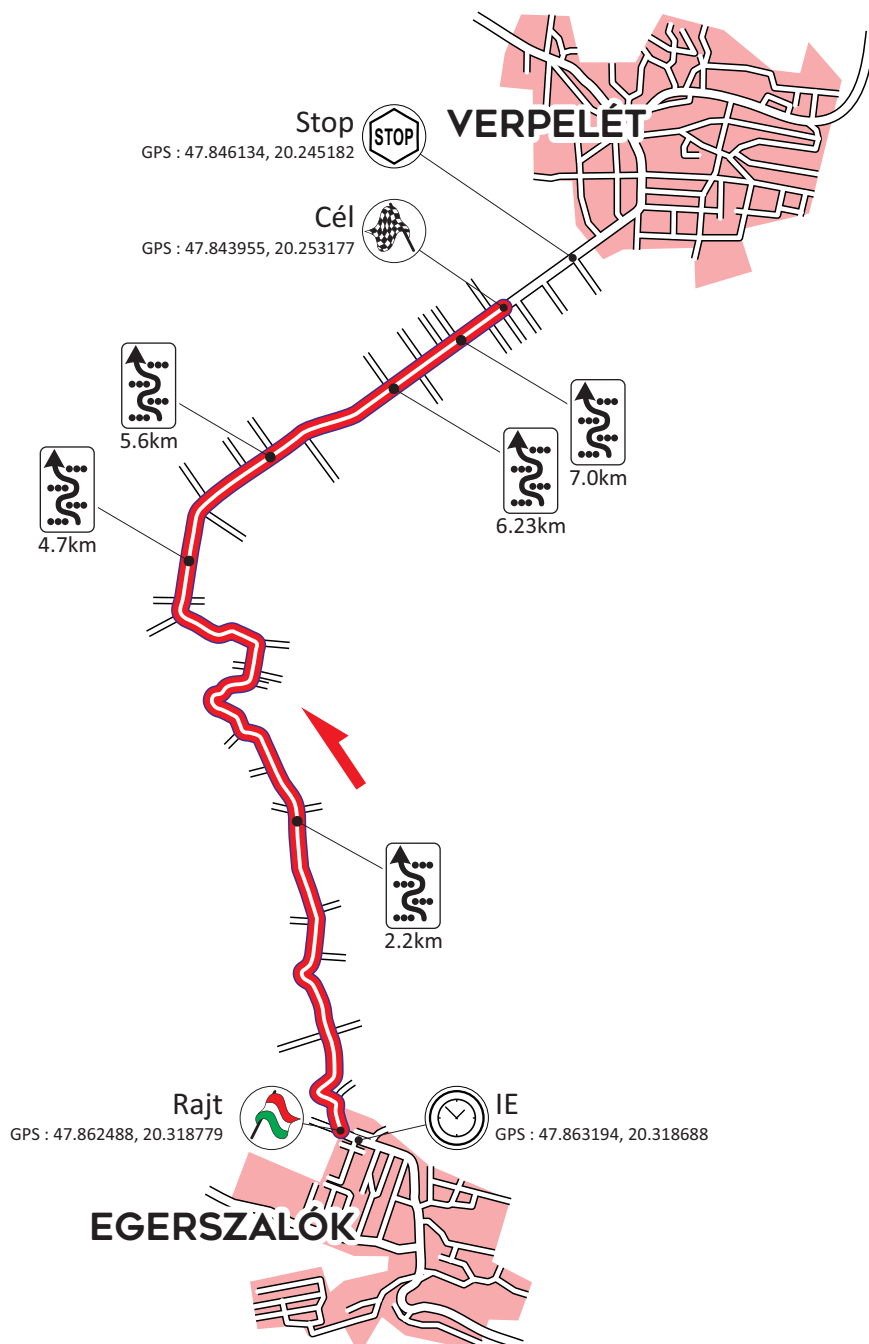 Stop
GPS : 47.846134, 20.245182
STOP
VERPELÉT
Cél
GPS : 47.843955, 20.253177
5.6km
7.0km
6.23km
4.7km
2.2km
Rajt
GPS : 47.862488, 20.318779
IE
GPS : 47.863194, 20.318688
EGERSZALÓK